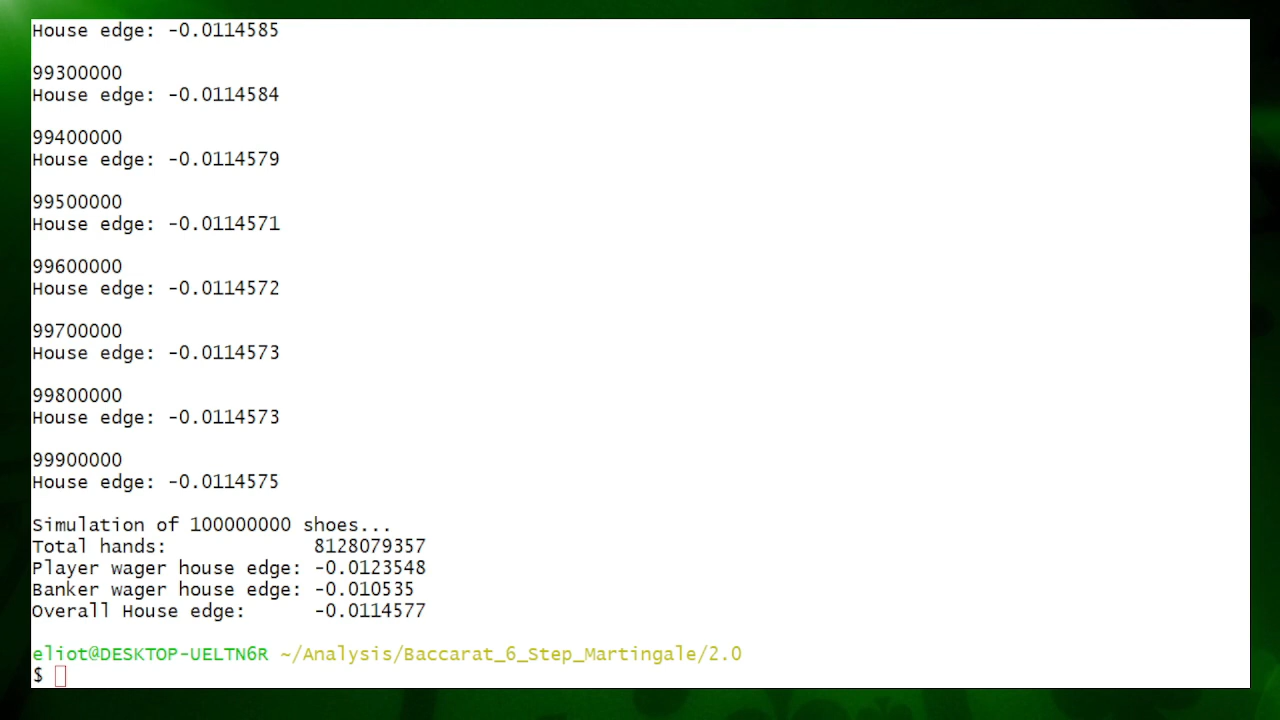 House edge: -0.0114585
99300000
House edge: -0.0114584
99400000
House edge: -0.0114579
99500000
House edge: -0.0114571
99600000
House edge: -0.0114572
99700000
House edge: -0.0114573
99800000
House edge: -0.0114573
99900000
House edge: -0.0114575
Simulation of 100000000 shoes...
Total hands: 8128079357
Player wager house edge: -0.0123548
Banker wager house edge: -0.010535
Overall House edge: -0.0114577
eliot@DESKTOP-UELTN6R ~/Analysis/Baccarat_6_Step_Martingale/2.0
$